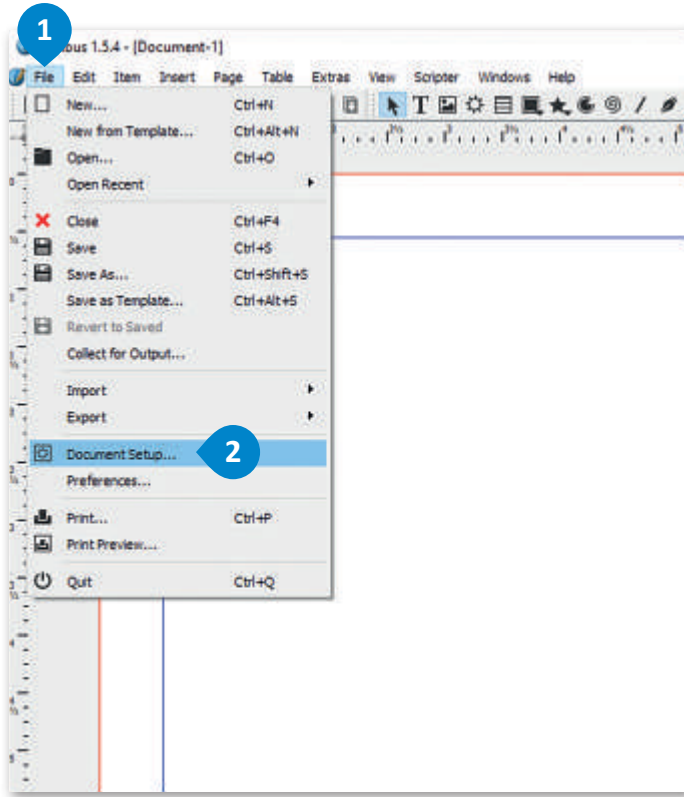 1
bus 1.5.4 - [Document-1]
File Edit Item Insert Page Table Extras View Scripter Windows Help
New... Ctrl+N
New from Template... Ctrl+Alt+N
Open... Ctrl+O
Open Recent
Close Ctrl+F4
Save Ctrl+S
Save As... Ctrl+Shift+S
Save as Template... Ctrl+Alt+S
Revert to Saved
Collect for Output...
Import
Export
Document Setup... 2
Preferences...
Print... Ctrl+P
Print Preview...
Quit Ctrl+Q